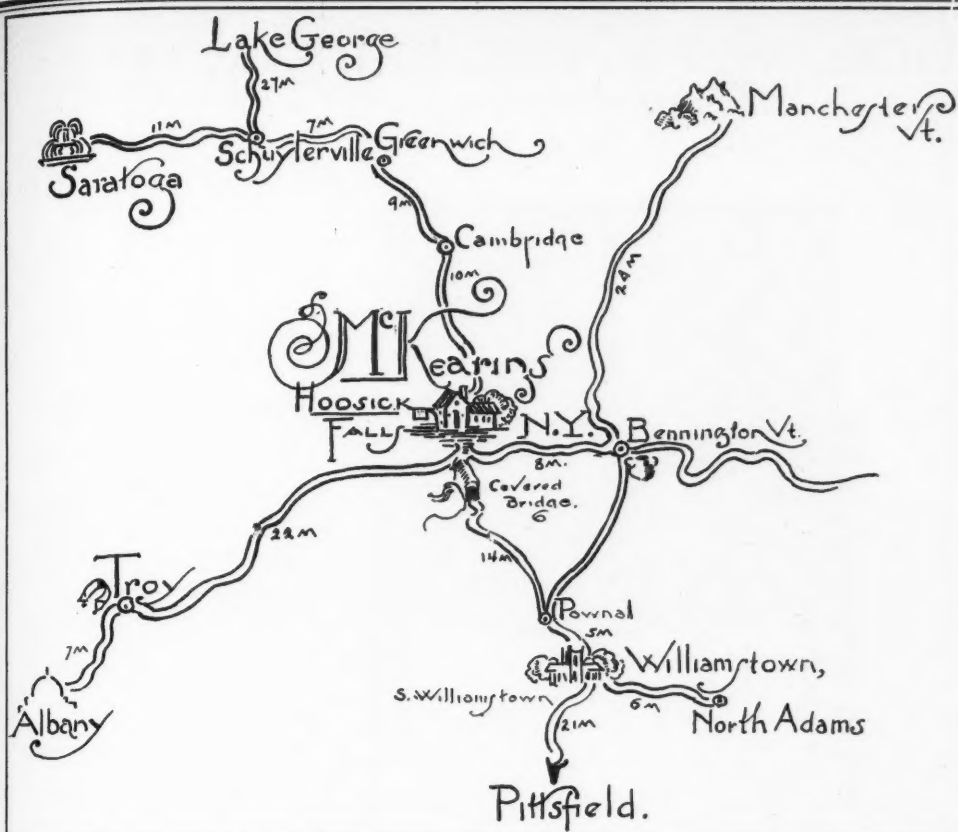 Lake George
27M
Manchester
Vt.
11M
7M
Schuylerville
Greenwich
Saratoga
9M
Cambridge
10M
24M
McKearins
HOOSICK
FALLS
N.Y.
Bennington Vt.
8M.
Covered
Bridge.
6
22M
14M
Troy
Pownal
7M
5M
Williamstown,
S. Williamstown
6M
Albany
21M
North Adams
Pittsfield.